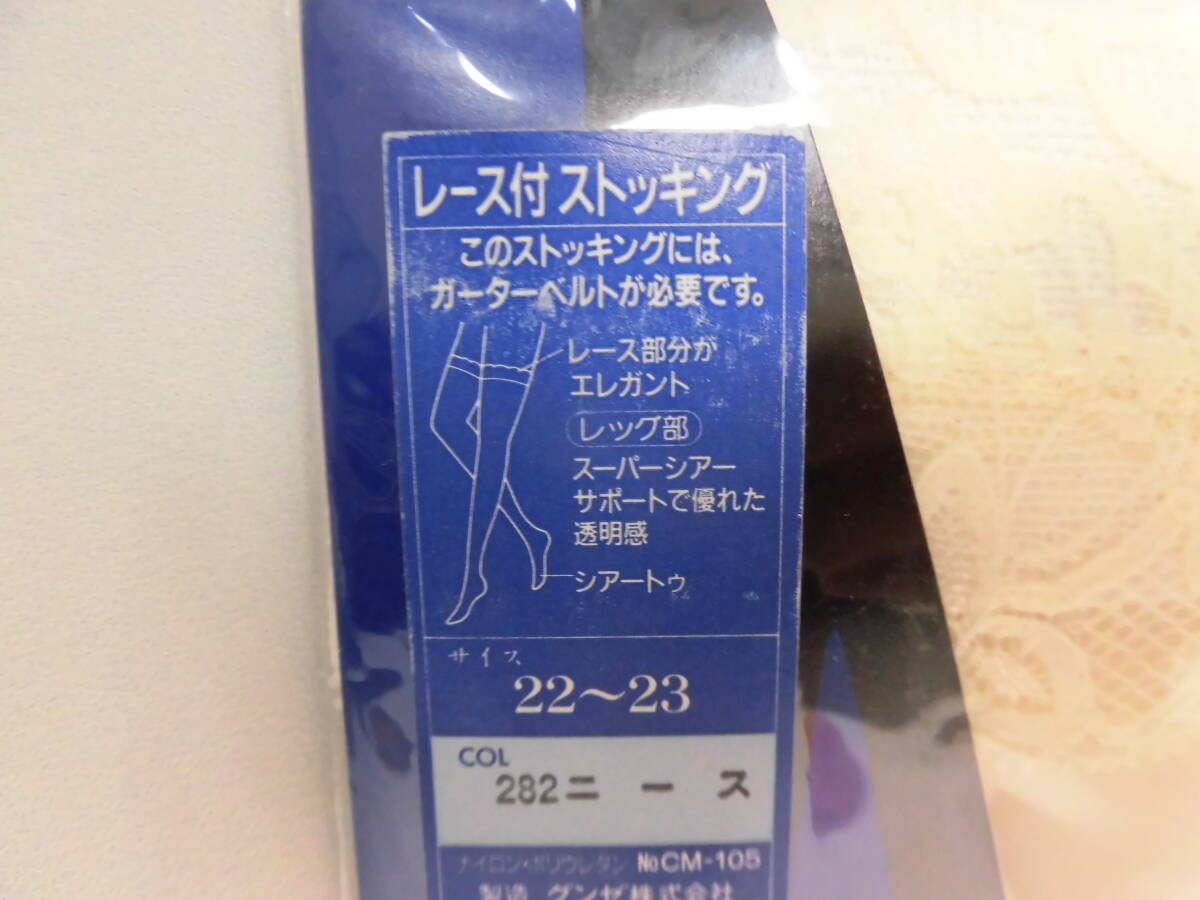 レース付 ストッキング
このストッキングには、
ガーターベルトが必要です。
レース部分が
エレガント
レッグ部
スーパーシアー
サポートで優れた
透明感
シアートゥ
サイズ
22〜23
COL
282ニース
ナイロン・ポリウレタン №CM-105
製造 グンゼ株式会社